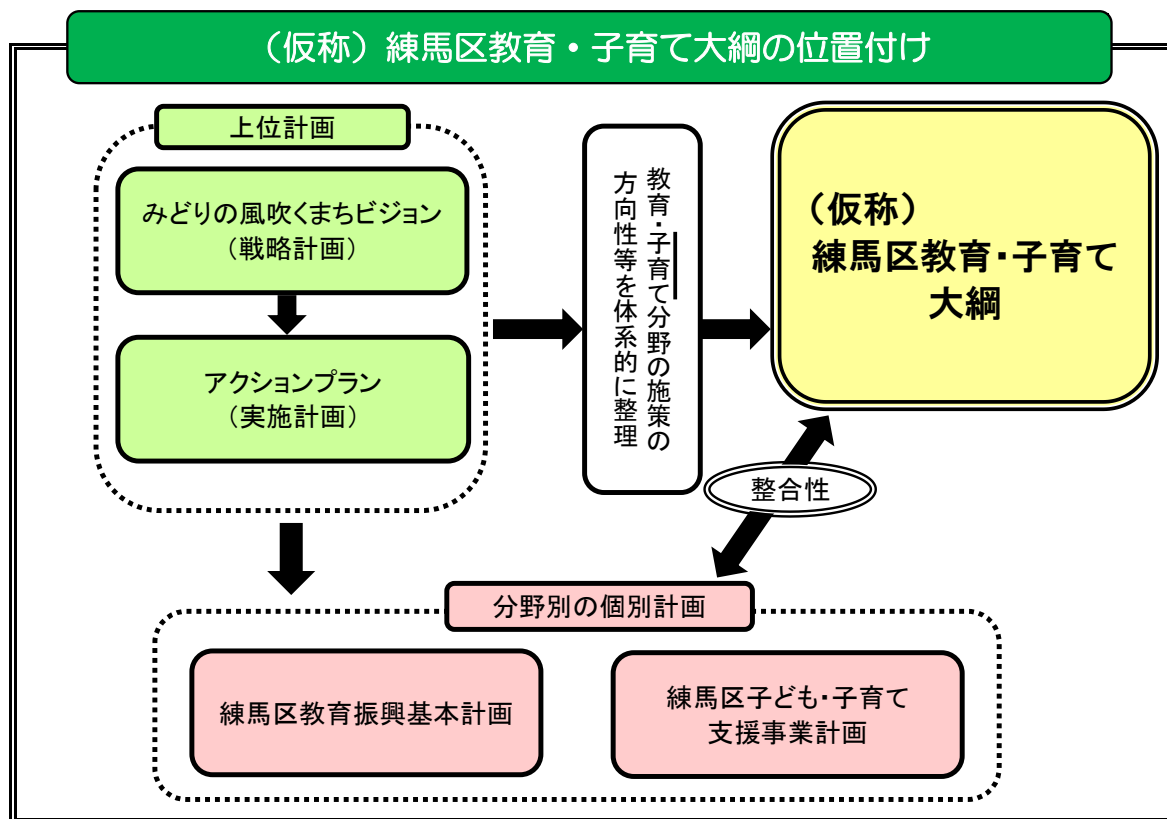 （仮称）練馬区教育・子育て大綱の位置付け
上位計画
みどりの風吹くまちビジョン
（戦略計画）
アクションプラン
（実施計画）
教育・子育て分野の施策の
方向性等を体系的に整理
（仮称）
練馬区教育・子育て
大綱
整合性
分野別の個別計画
練馬区教育振興基本計画
練馬区子ども・子育て
支援事業計画